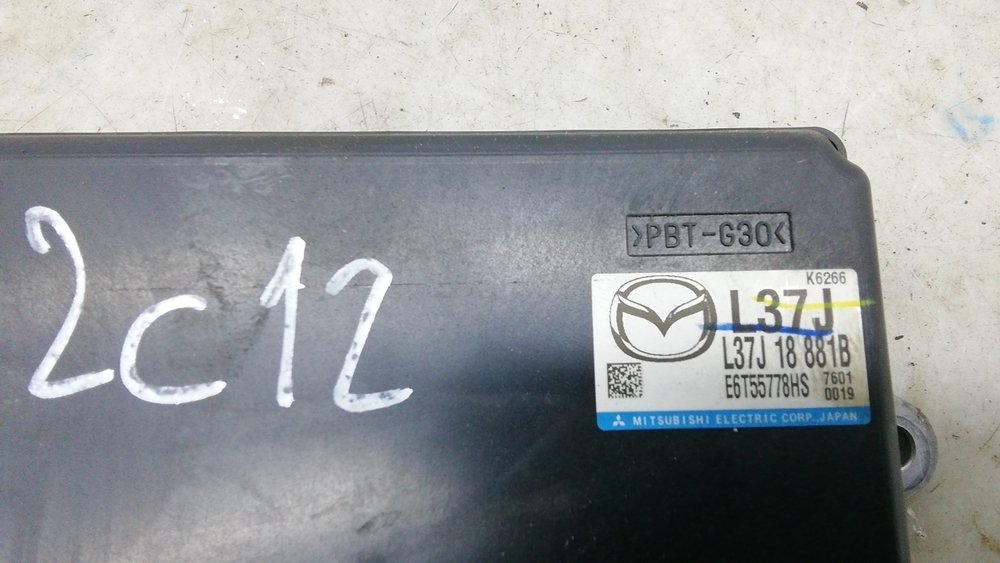 2c12
>PBT-G30<
K6266
L37J
L37J 18 881B
E6T55778HS 7601
0019
MITSUBISHI ELECTRIC CORP. JAPAN